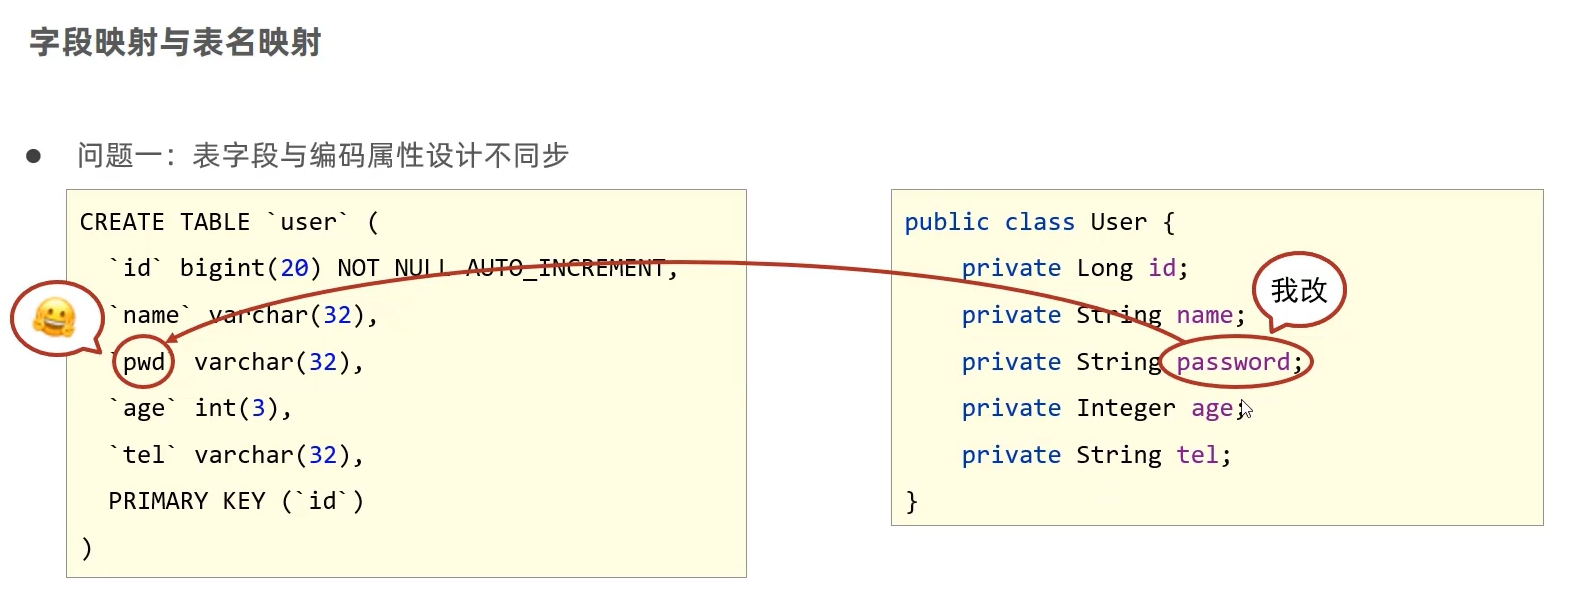 字段映射与表名映射
● 问题一：表字段与编码属性设计不同步
CREATE TABLE `user` (
`id` bigint(20) NOT NULL AUTO_INCREMENT,
`name` varchar(32),
`pwd` varchar(32),
`age` int(3),
`tel` varchar(32),
PRIMARY KEY (`id`)
)
public class User {
private Long id;
private String name;
private String password;
private Integer age;
private String tel;
}
我改